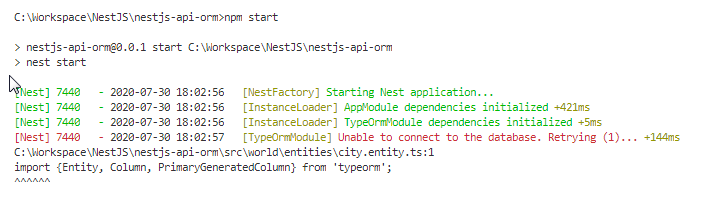 C:\Workspace\NestJS\nestjs-api-orm>npm start
> nestjs-api-orm@0.0.1 start C:\Workspace\NestJS\nestjs-api-orm
> nest start
[Nest] 7440   - 2020-07-30 18:02:56   [NestFactory] Starting Nest application...
[Nest] 7440   - 2020-07-30 18:02:56   [InstanceLoader] AppModule dependencies initialized +421ms
[Nest] 7440   - 2020-07-30 18:02:56   [InstanceLoader] TypeOrmModule dependencies initialized +5ms
[Nest] 7440   - 2020-07-30 18:02:57   [TypeOrmModule] Unable to connect to the database. Retrying (1)... +144ms
C:\Workspace\NestJS\nestjs-api-orm\src\world\entities\city.entity.ts:1
import {Entity, Column, PrimaryGeneratedColumn} from 'typeorm';
^^^^^^